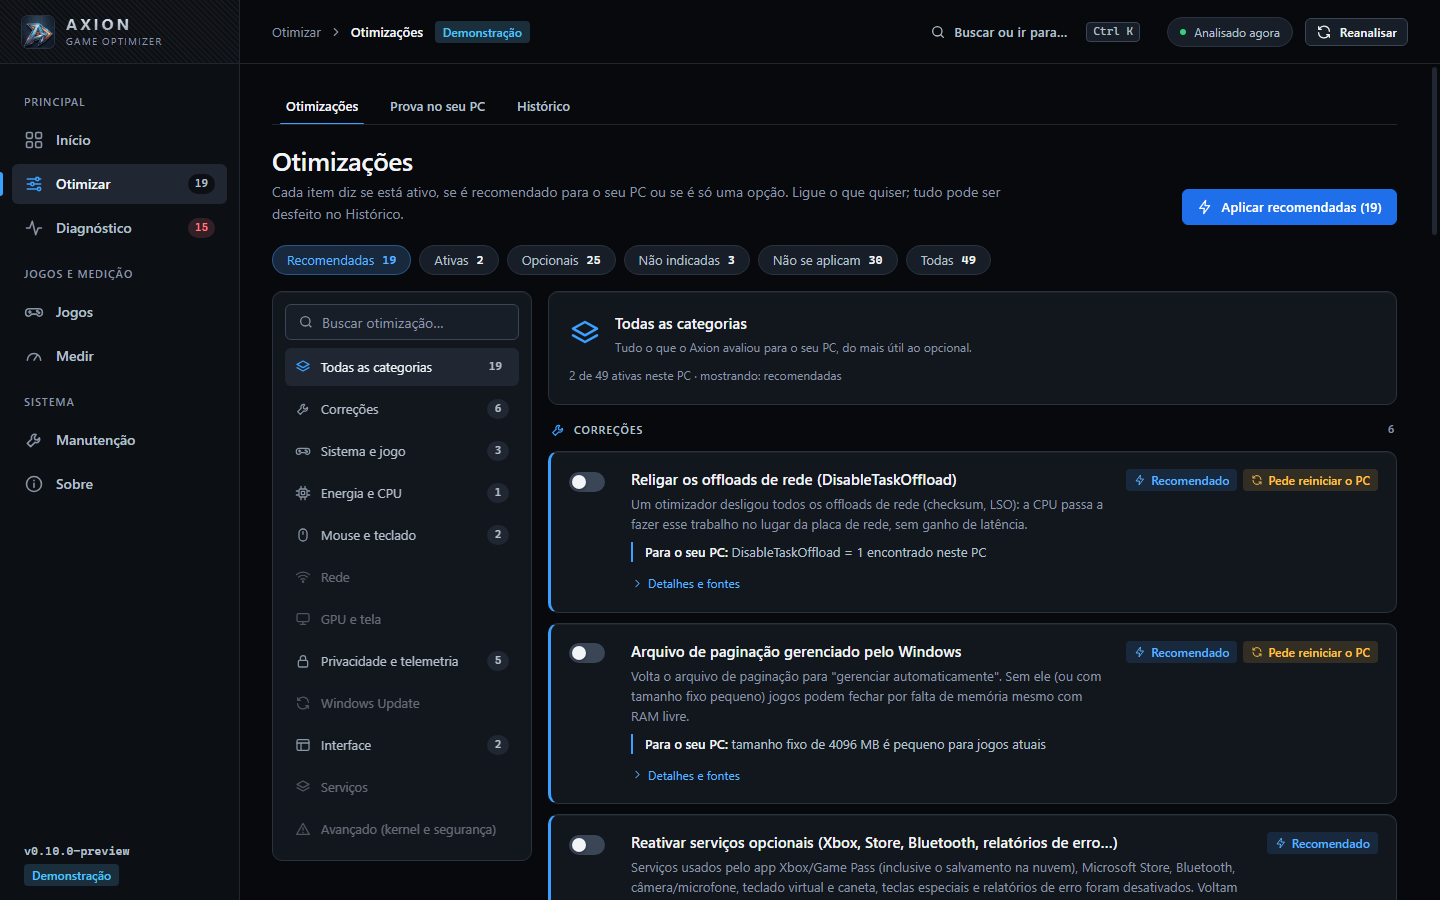 AXION
GAME OPTIMIZER
Otimizar > Otimizações Demonstração
Buscar ou ir para... Ctrl K
Analisado agora
Reanalisar
PRINCIPAL
Início
Otimizar 19
Diagnóstico 15
JOGOS E MEDIÇÃO
Jogos
Medir
SISTEMA
Manutenção
Sobre
v0.10.0-preview
Demonstração
Otimizações Prova no seu PC Histórico
Otimizações
Cada item diz se está ativo, se é recomendado para o seu PC ou se é só uma opção. Ligue o que quiser; tudo pode ser
desfeito no Histórico.
Aplicar recomendadas (19)
Recomendadas 19 Ativas 2 Opcionais 25 Não indicadas 3 Não se aplicam 30 Todas 49
Buscar otimização...
Todas as categorias 19
Correções 6
Sistema e jogo 3
Energia e CPU 1
Mouse e teclado 2
Rede
GPU e tela
Privacidade e telemetria 5
Windows Update
Interface 2
Serviços
Avançado (kernel e segurança)
Todas as categorias
Tudo o que o Axion avaliou para o seu PC, do mais útil ao opcional.
2 de 49 ativas neste PC · mostrando: recomendadas
CORREÇÕES 6
Religar os offloads de rede (DisableTaskOffload) Recomendado Pede reiniciar o PC
Um otimizador desligou todos os offloads de rede (checksum, LSO): a CPU passa a
fazer esse trabalho no lugar da placa de rede, sem ganho de latência.
Para o seu PC: DisableTaskOffload = 1 encontrado neste PC
Detalhes e fontes
Arquivo de paginação gerenciado pelo Windows Recomendado Pede reiniciar o PC
Volta o arquivo de paginação para "gerenciar automaticamente". Sem ele (ou com
tamanho fixo pequeno) jogos podem fechar por falta de memória mesmo com
RAM livre.
Para o seu PC: tamanho fixo de 4096 MB é pequeno para jogos atuais
Detalhes e fontes
Reativar serviços opcionais (Xbox, Store, Bluetooth, relatórios de erro...) Recomendado
Serviços usados pelo app Xbox/Game Pass (inclusive o salvamento na nuvem), Microsoft Store, Bluetooth,
câmera/microfone, teclado virtual e caneta, teclas especiais e relatórios de erro foram desativados. Voltam